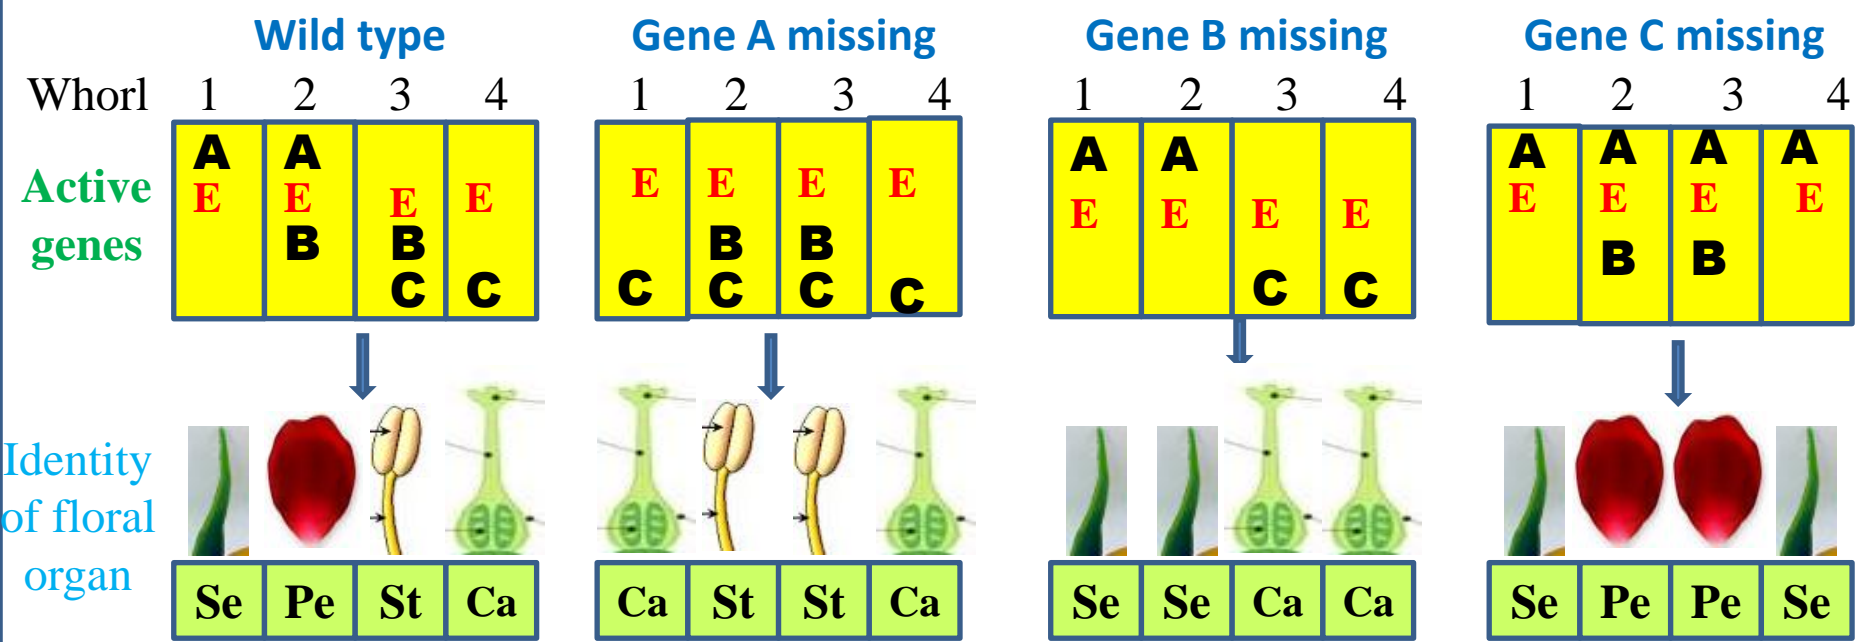 Wild type Gene A missing Gene B missing Gene C missing
Whorl 1 2 3 4 1 2 3 4 1 2 3 4 1 2 3 4
A A A A A A A A
Active E E E E E E E E E E E E E E E E
genes B B B B B B
C C C C C C C C
Identity
of floral
organ
Se Pe St Ca Ca St St Ca Se Se Ca Ca Se Pe Pe Se